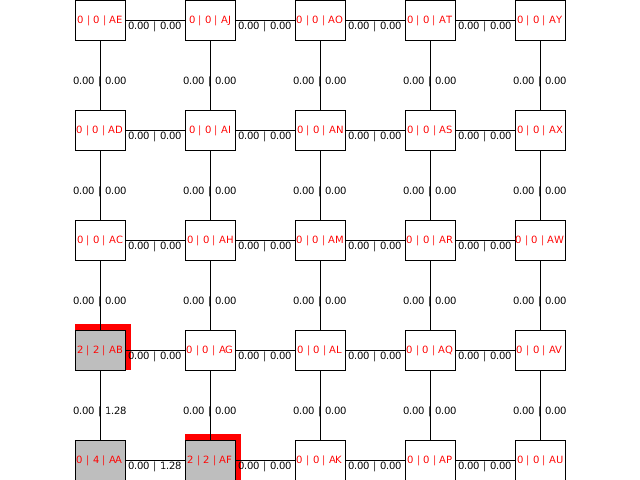 0 | 0 | AE 0.00 | 0.00 0 | 0 | AJ 0.00 | 0.00 0 | 0 | AO 0.00 | 0.00 0 | 0 | AT 0.00 | 0.00 0 | 0 | AY
0.00 | 0.00 0.00 | 0.00 0.00 | 0.00 0.00 | 0.00 0.00 | 0.00
0 | 0 | AD 0.00 | 0.00 0 | 0 | AI 0.00 | 0.00 0 | 0 | AN 0.00 | 0.00 0 | 0 | AS 0.00 | 0.00 0 | 0 | AX
0.00 | 0.00 0.00 | 0.00 0.00 | 0.00 0.00 | 0.00 0.00 | 0.00
0 | 0 | AC 0.00 | 0.00 0 | 0 | AH 0.00 | 0.00 0 | 0 | AM 0.00 | 0.00 0 | 0 | AR 0.00 | 0.00 0 | 0 | AW
0.00 | 0.00 0.00 | 0.00 0.00 | 0.00 0.00 | 0.00 0.00 | 0.00
2 | 2 | AB 0.00 | 0.00 0 | 0 | AG 0.00 | 0.00 0 | 0 | AL 0.00 | 0.00 0 | 0 | AQ 0.00 | 0.00 0 | 0 | AV
0.00 | 1.28 0.00 | 0.00 0.00 | 0.00 0.00 | 0.00 0.00 | 0.00
0 | 4 | AA 0.00 | 1.28 2 | 2 | AF 0.00 | 0.00 0 | 0 | AK 0.00 | 0.00 0 | 0 | AP 0.00 | 0.00 0 | 0 | AU